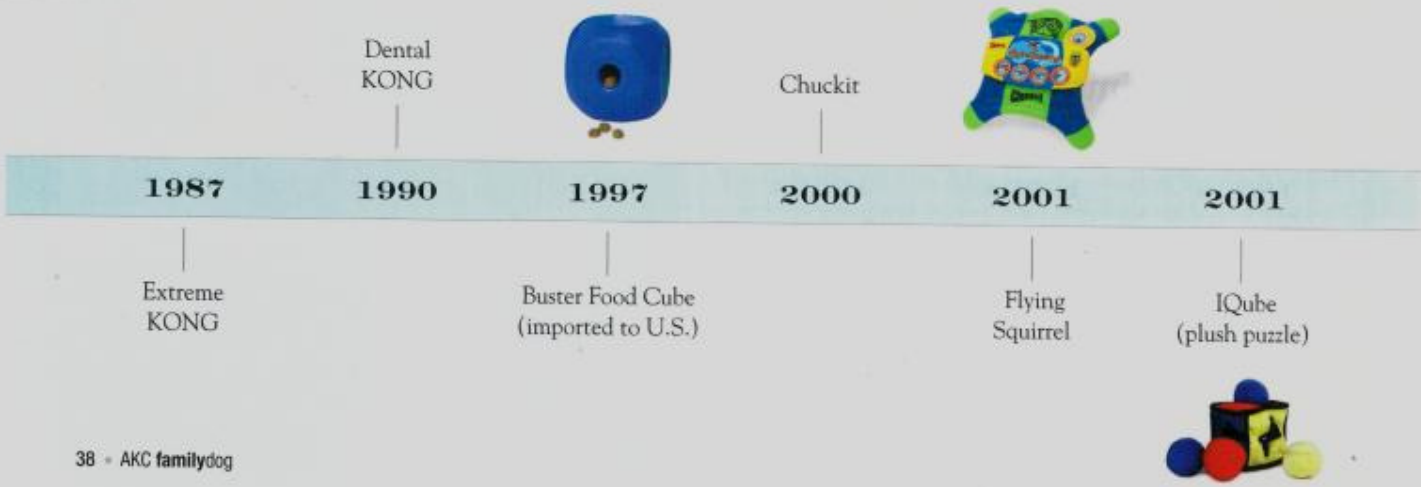 Dental
KONG
Chuckit
1987
1990
1997
2000
2001
2001
Extreme
KONG
Buster Food Cube
(imported to U.S.)
Flying
Squirrel
IQube
(plush puzzle)
38 • AKC familydog